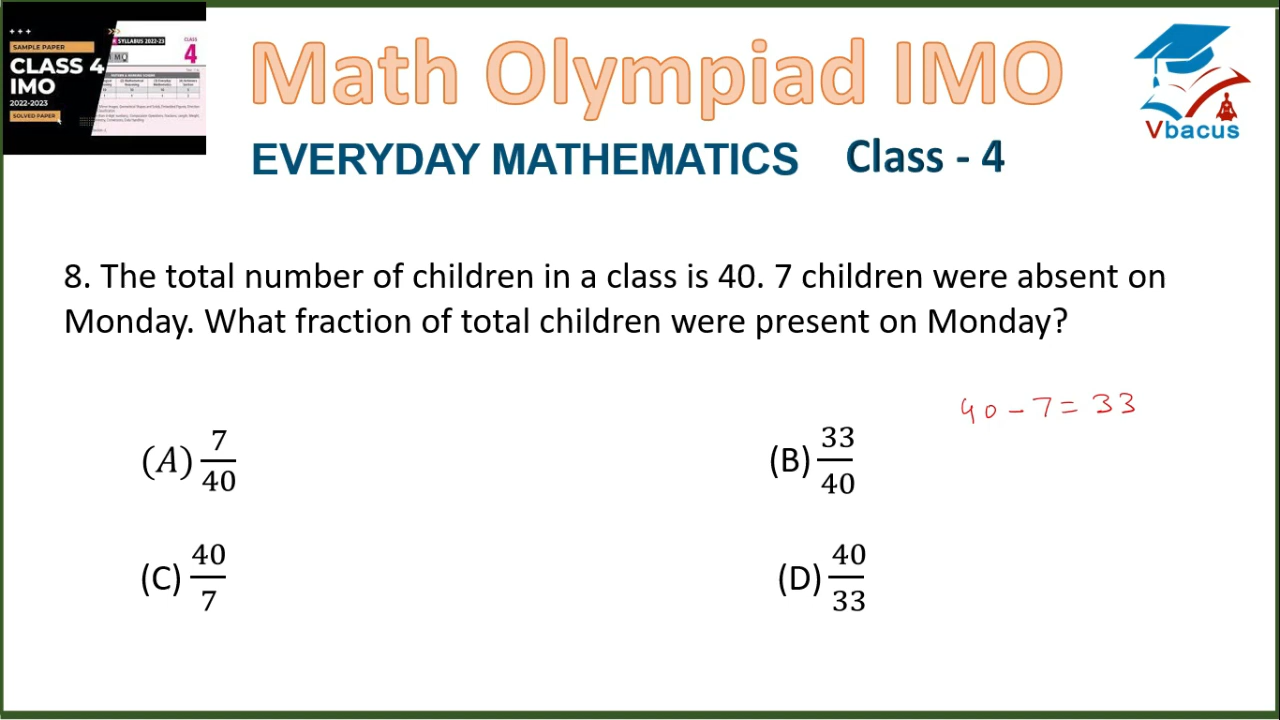 + + +
SAMPLE PAPER
CLASS 4
IMO
2022-2023
SOLVED PAPER
SYLLABUS 2022-23
CLASS
4
Math Olympiad IMO
EVERYDAY MATHEMATICS Class - 4
Vbacus
8. The total number of children in a class is 40. 7 children were absent on
Monday. What fraction of total children were present on Monday?
40 - 7 = 33
(A) 7/40
(B) 33/40
(C) 40/7
(D) 40/33